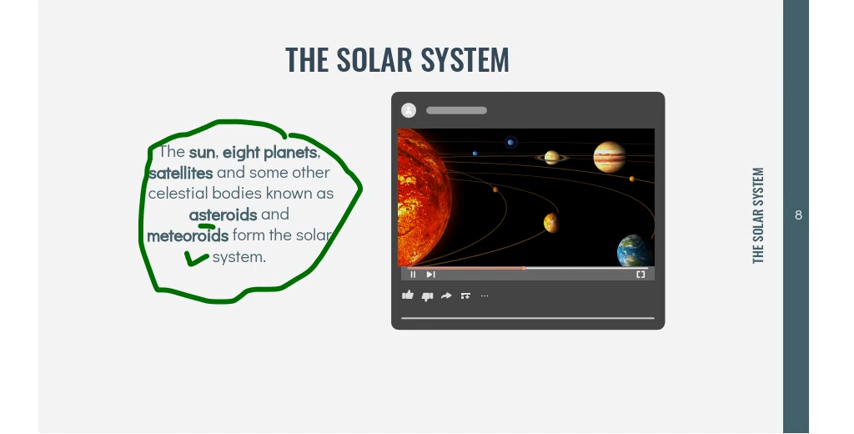 THE SOLAR SYSTEM
The sun, eight planets,
satellites and some other
celestial bodies known as
asteroids and
meteoroids form the solar
system.
THE SOLAR SYSTEM
8